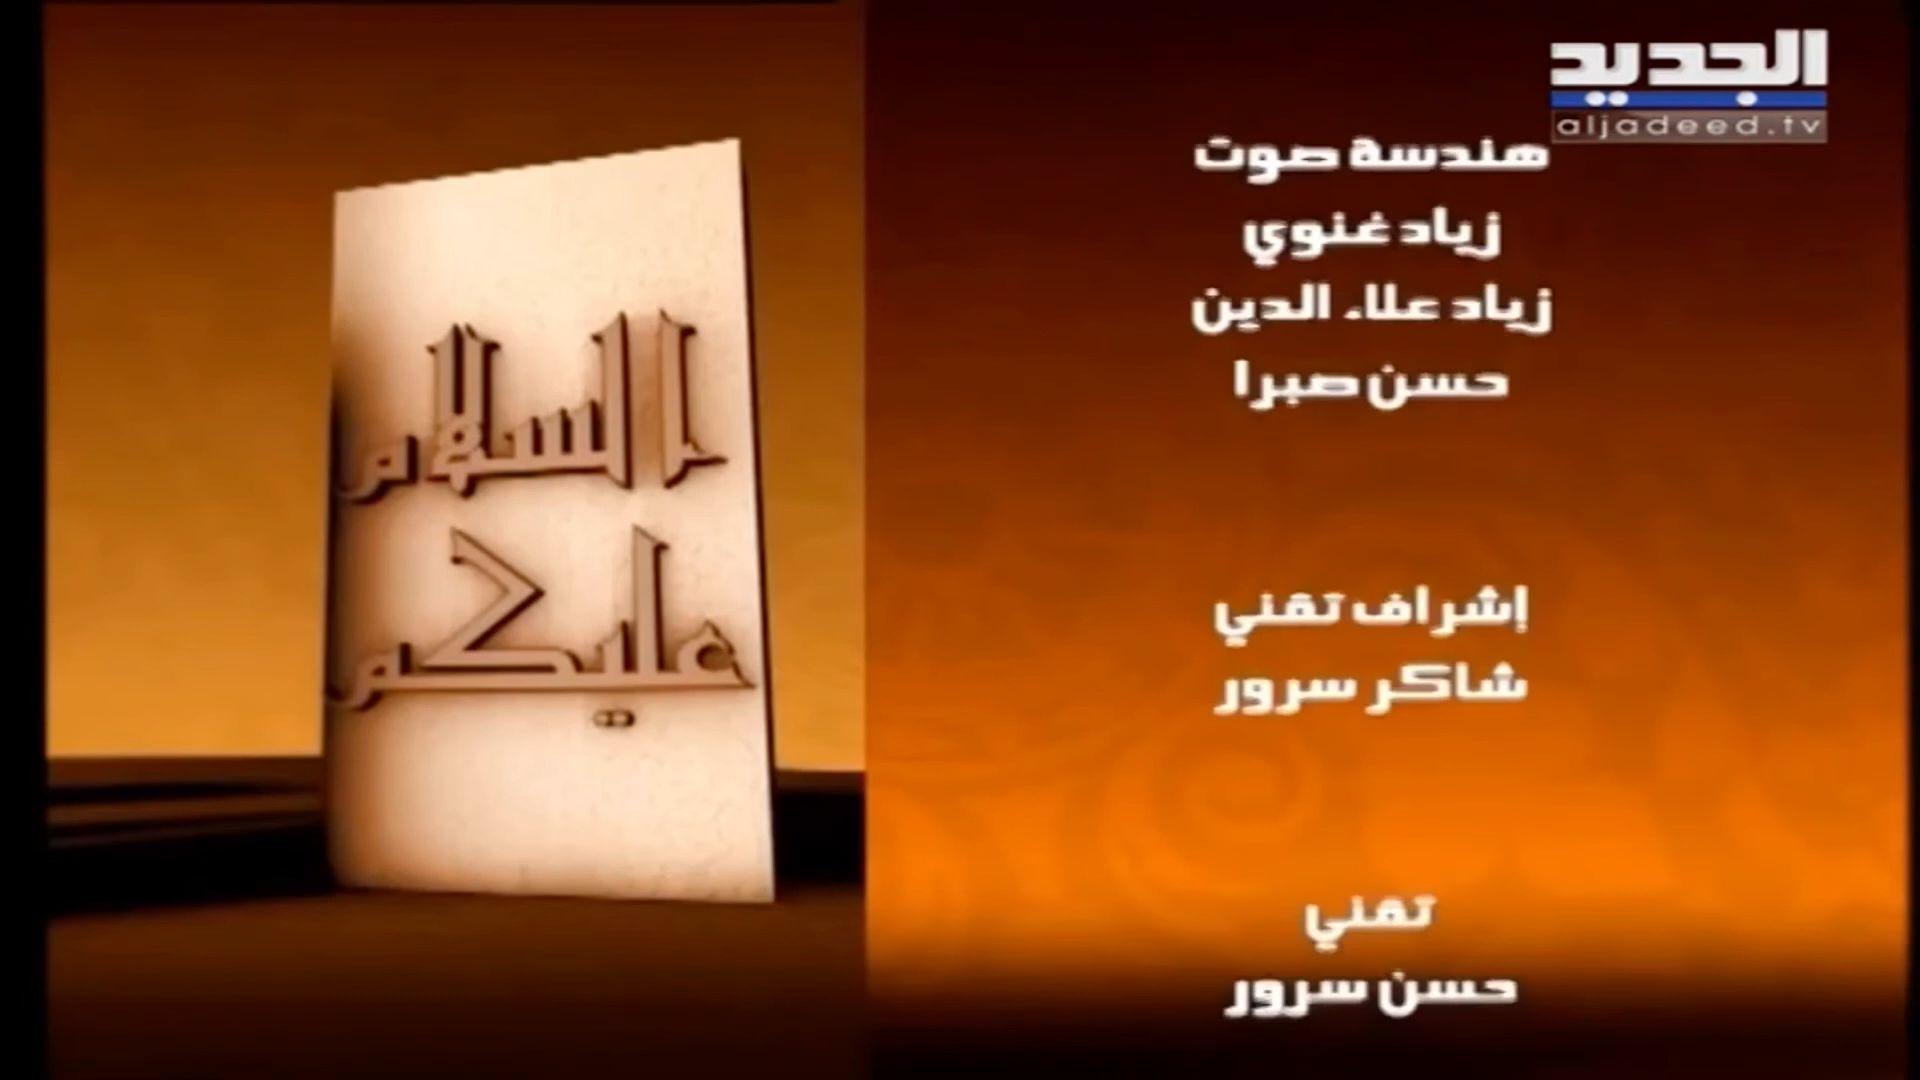 الجديد
aljadeed.tv
هندسة صوت
زياد غنوي
زياد علاء الدين
حسن صبرا
إشراف تقني
شاكر سرور
تقني
حسن سرور
السلام
عليكم